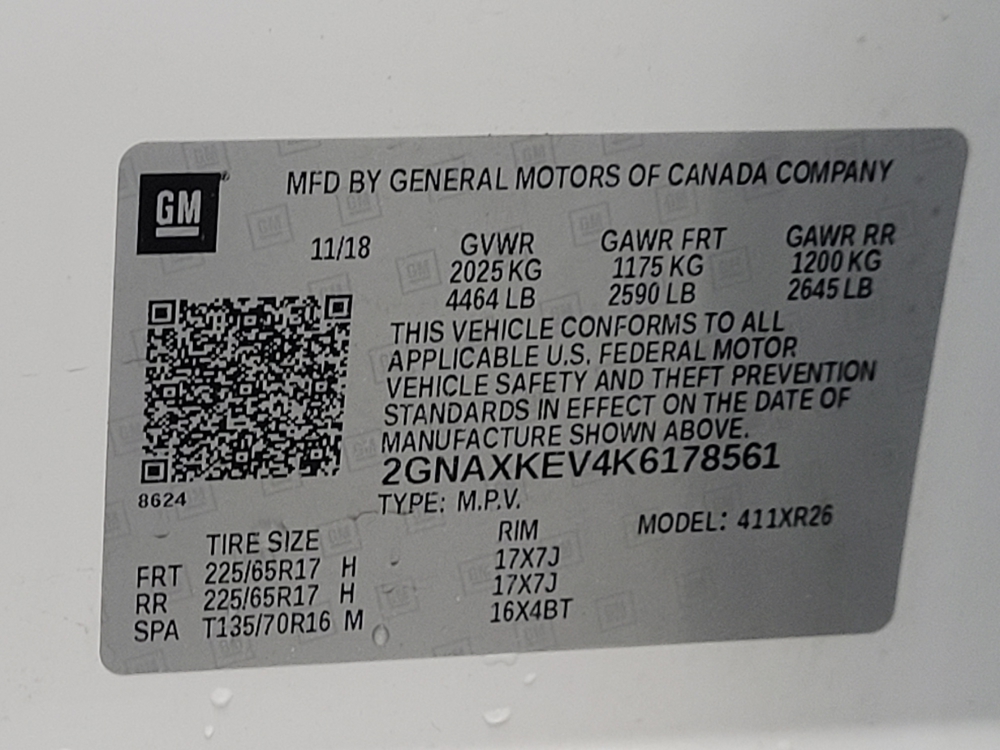 GM
MFD BY GENERAL MOTORS OF CANADA COMPANY
11/18 GVWR GAWR FRT GAWR RR
2025 KG 1175 KG 1200 KG
4464 LB 2590 LB 2645 LB
THIS VEHICLE CONFORMS TO ALL
APPLICABLE U.S. FEDERAL MOTOR
VEHICLE SAFETY AND THEFT PREVENTION
STANDARDS IN EFFECT ON THE DATE OF
MANUFACTURE SHOWN ABOVE.
2GNAXKEV4K6178561
8624
TYPE: M.P.V. MODEL: 411XR26
TIRE SIZE RIM
FRT 225/65R17 H 17X7J
RR 225/65R17 H 17X7J
SPA T135/70R16 M 16X4BT